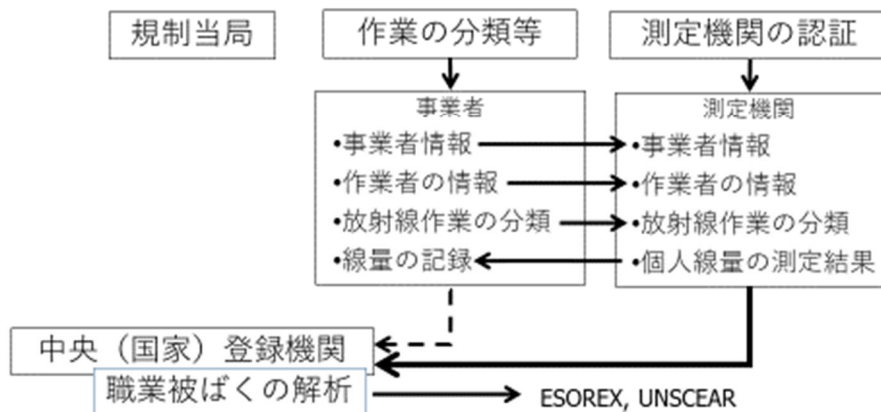 規制当局
作業の分類等
測定機関の認証
事業者
•事業者情報
•作業者の情報
•放射線作業の分類
•線量の記録
測定機関
•事業者情報
•作業者の情報
•放射線作業の分類
•個人線量の測定結果
中央（国家）登録機関
職業被ばくの解析
ESOREX, UNSCEAR